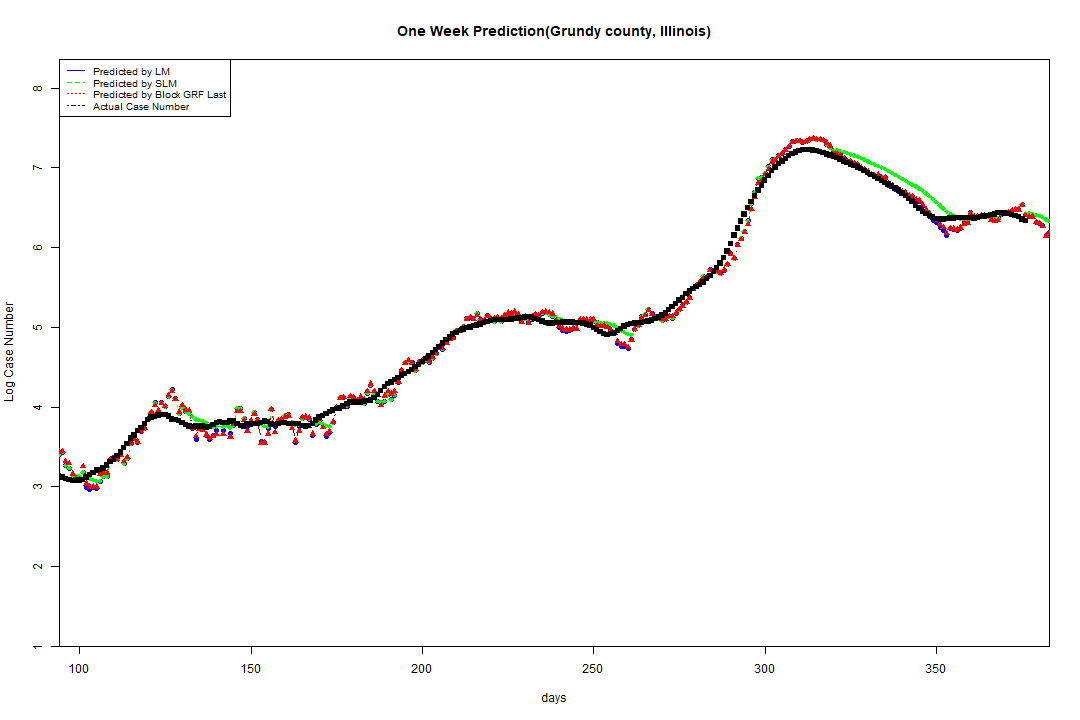 One Week Prediction(Grundy county, Illinois)
Predicted by LM
Predicted by SLM
Predicted by Block GRF Last
Actual Case Number
8
7
6
5
4
3
2
1
Log Case Number
100 150 200 250 300 350
days